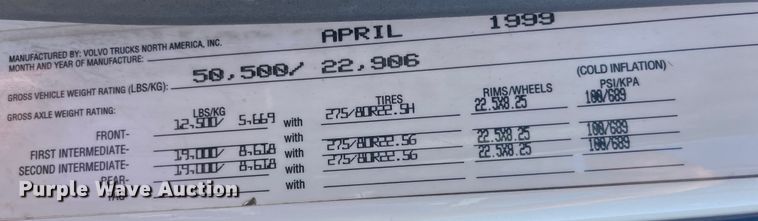 MANUFACTURED BY: VOLVO TRUCKS NORTH AMERICA, INC.
MONTH AND YEAR OF MANUFACTURE: APRIL 1999
GROSS VEHICLE WEIGHT RATING (LBS/KG): 50,500/ 22,906
(COLD INFLATION)
GROSS AXLE WEIGHT RATING: LBS/KG TIRES RIMS/WHEELS PSI/KPA
FRONT- 12,500/ 5,669 with 275/80R22.5H 22.5X8.25 100/689
FIRST INTERMEDIATE- 19,000/ 8,618 with 275/80R22.5G 22.5X8.25 100/689
SECOND INTERMEDIATE- 19,000/ 8,618 with 275/80R22.5G 22.5X8.25 100/689
REAR- with
Purple Wave Auction